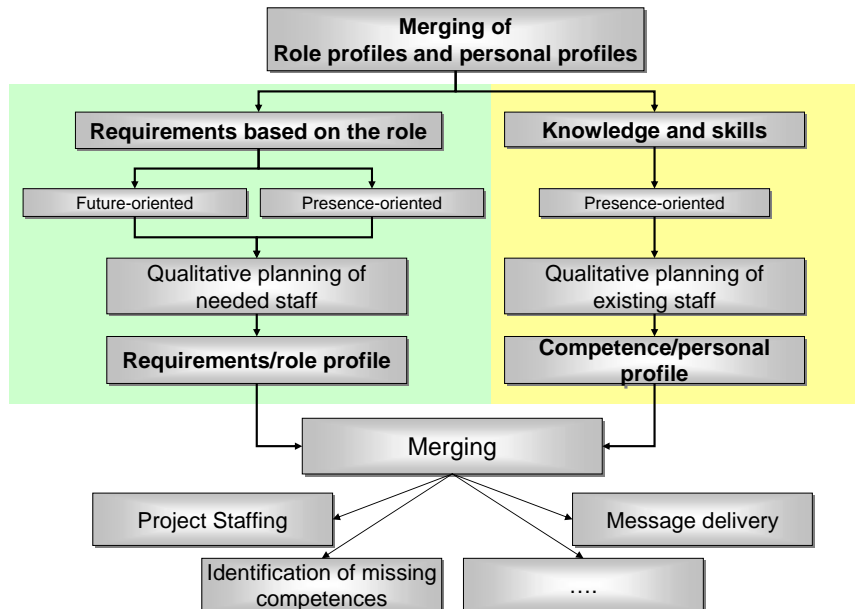 Merging of
Role profiles and personal profiles
Requirements based on the role
Knowledge and skills
Future-oriented
Presence-oriented
Presence-oriented
Qualitative planning of
needed staff
Qualitative planning of
existing staff
Requirements/role profile
Competence/personal
profile
Merging
Project Staffing
Message delivery
Identification of missing
competences
....